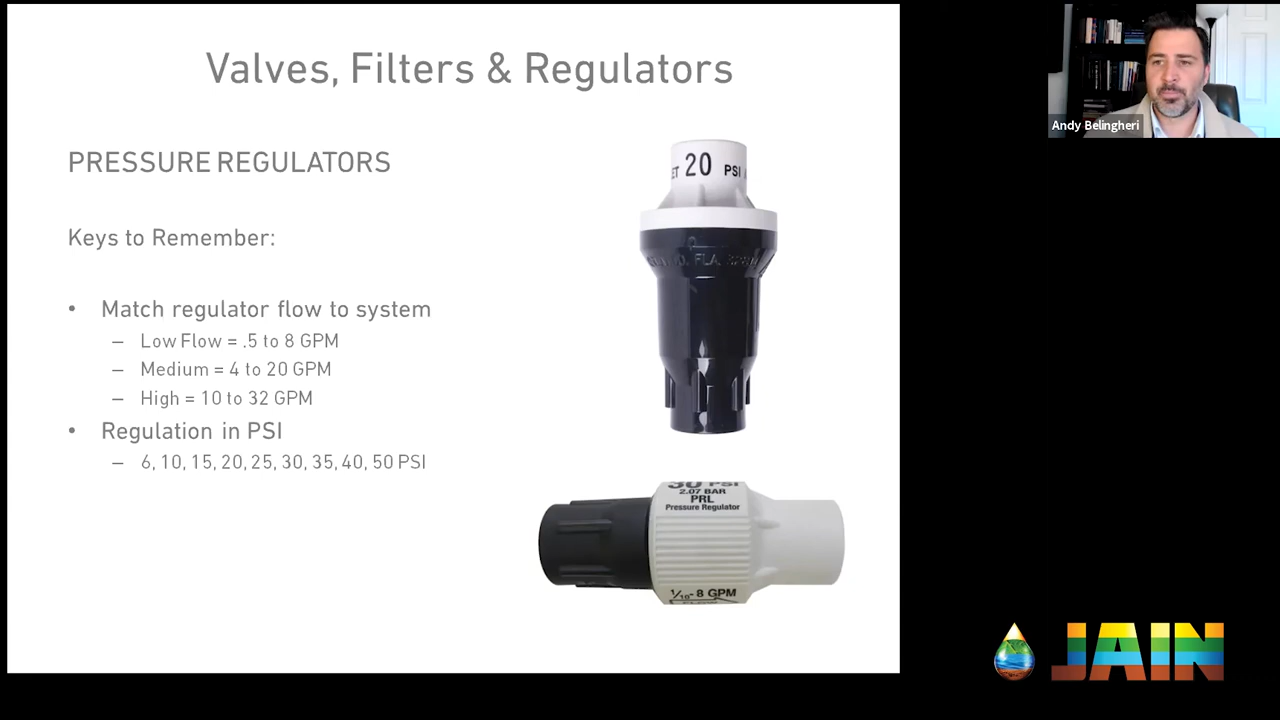 Valves, Filters & Regulators
Andy Belingheri
PRESSURE REGULATORS
Keys to Remember:
• Match regulator flow to system
– Low Flow = .5 to 8 GPM
– Medium = 4 to 20 GPM
– High = 10 to 32 GPM
• Regulation in PSI
– 6, 10, 15, 20, 25, 30, 35, 40, 50 PSI
20 PSI
30 PSI
2.07 BAR
PRL
Pressure Regulator
1/10 - 8 GPM
JAIN